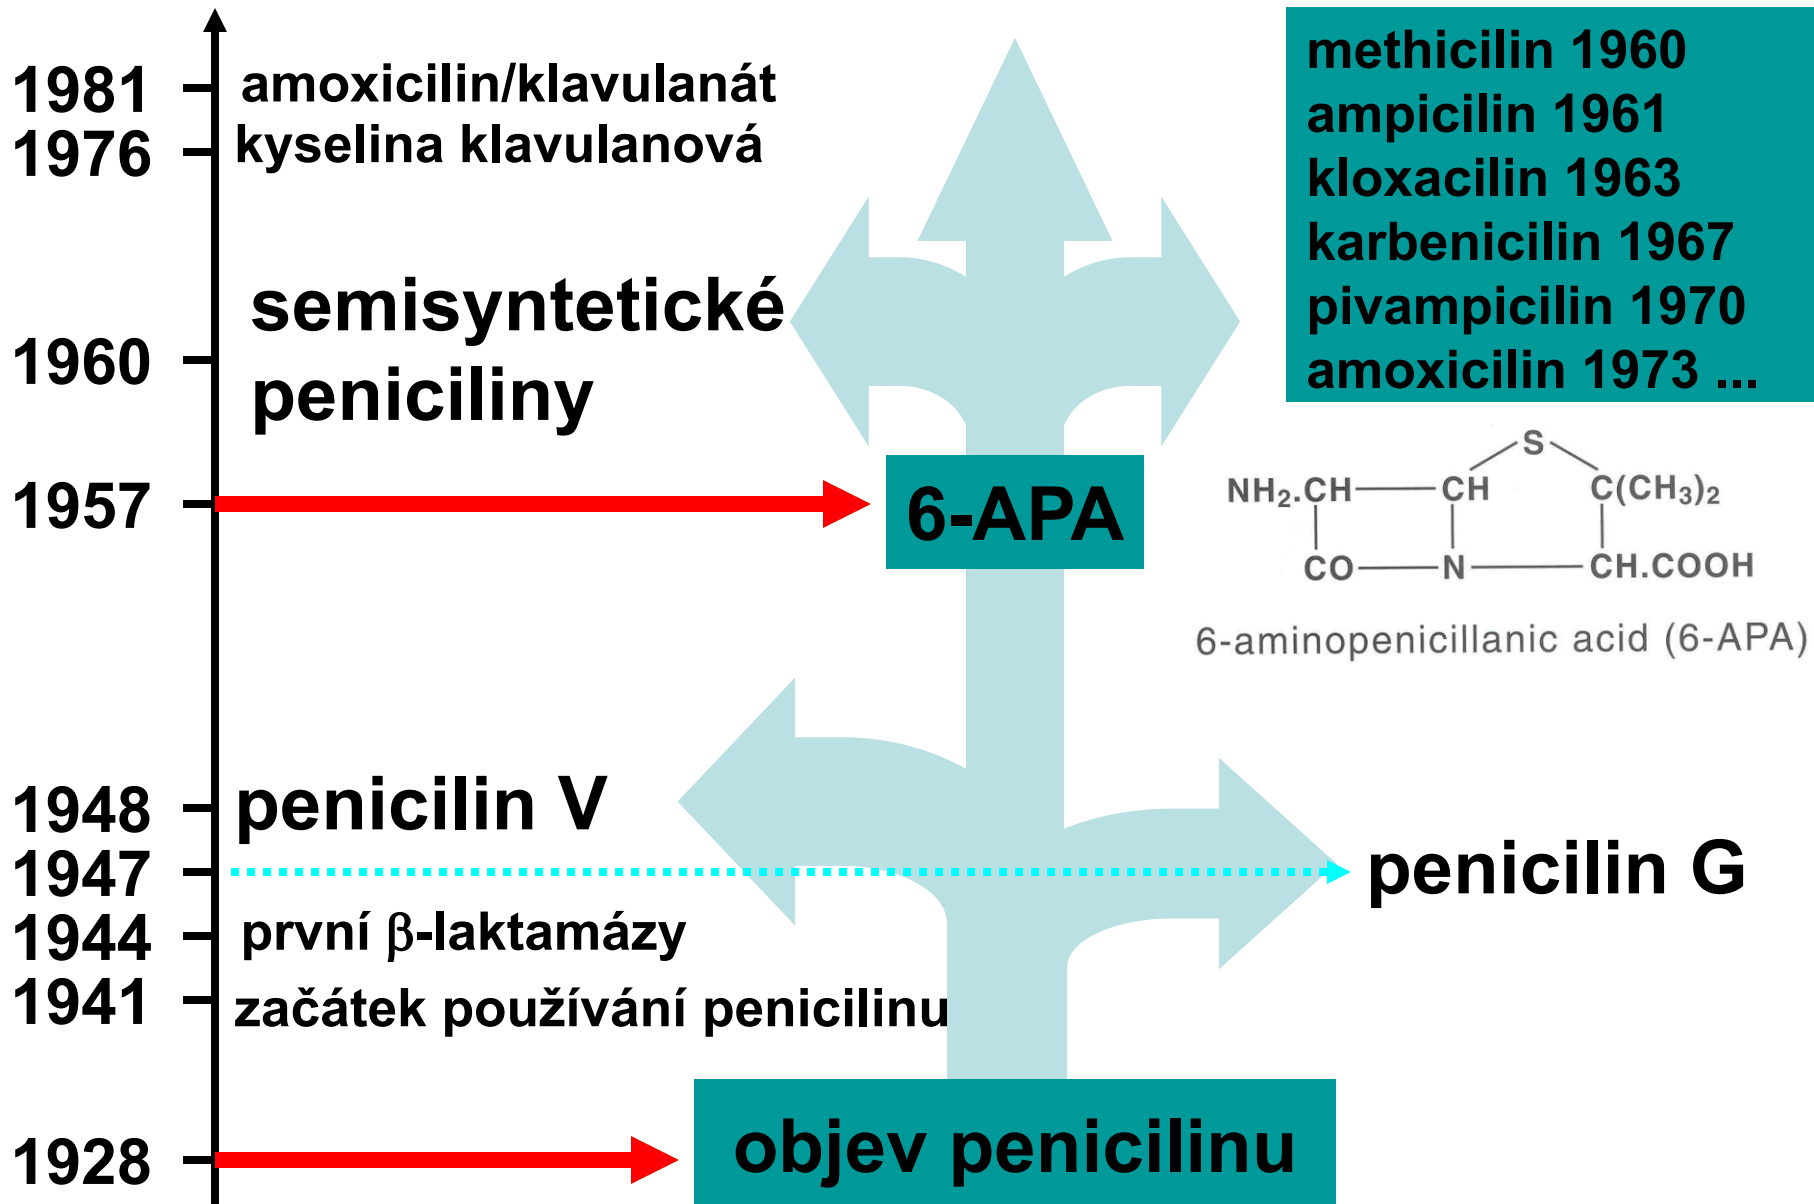 1981 amoxicilin/klavulanát
1976 kyselina klavulanová
methicilin 1960
ampicilin 1961
kloxacilin 1963
karbenicilin 1967
pivampicilin 1970
amoxicilin 1973 ...
semisyntetické
1960
peniciliny
1957
6-APA
S
NH₂.CH CH C(CH₃)₂
CO N CH.COOH
6-aminopenicillanic acid (6-APA)
1948 penicilin V
1947 penicilin G
1944 první β-laktamázy
1941 začátek používání penicilinu
1928 objev penicilinu